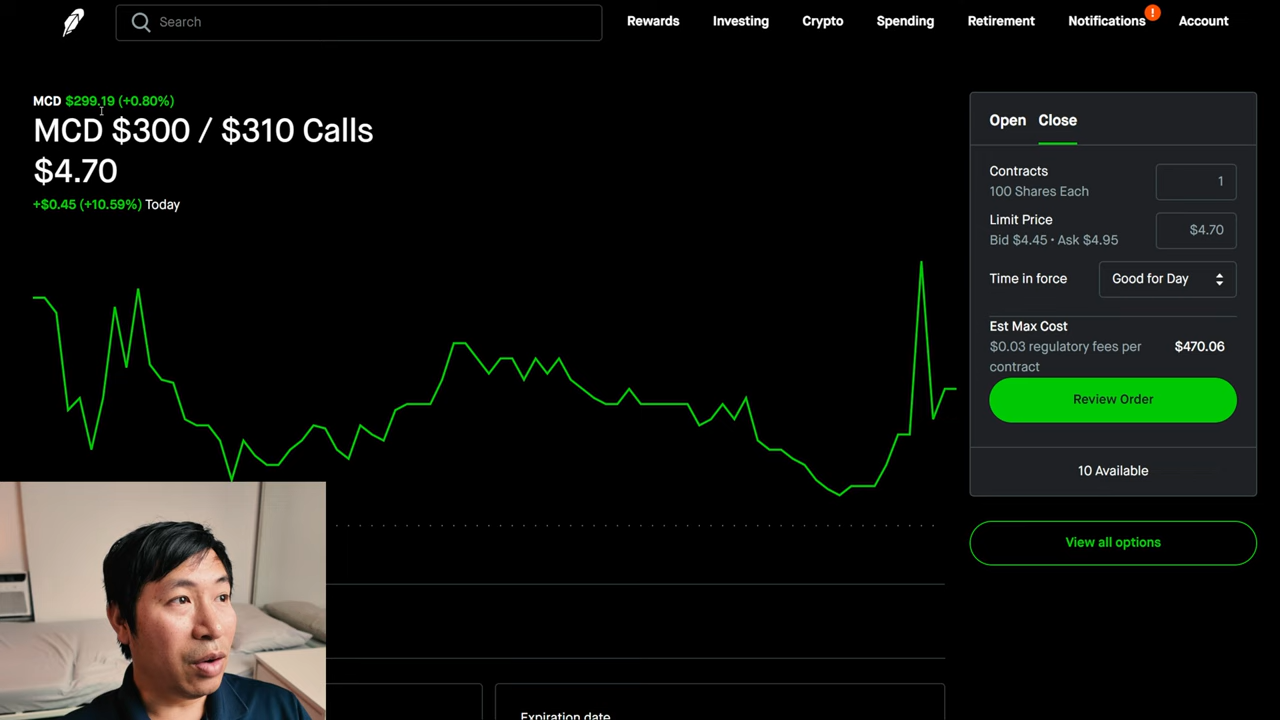 Search
Rewards
Investing
Crypto
Spending
Retirement
Notifications
!
Account
MCD $299.19 (+0.80%)
MCD $300 / $310 Calls
$4.70
+$0.45 (+10.59%) Today
Open Close
Contracts
100 Shares Each
1
Limit Price
Bid $4.45 • Ask $4.95
$4.70
Time in force
Good for Day
Est Max Cost
$0.03 regulatory fees per
contract
$470.06
Review Order
10 Available
View all options
Expiration date